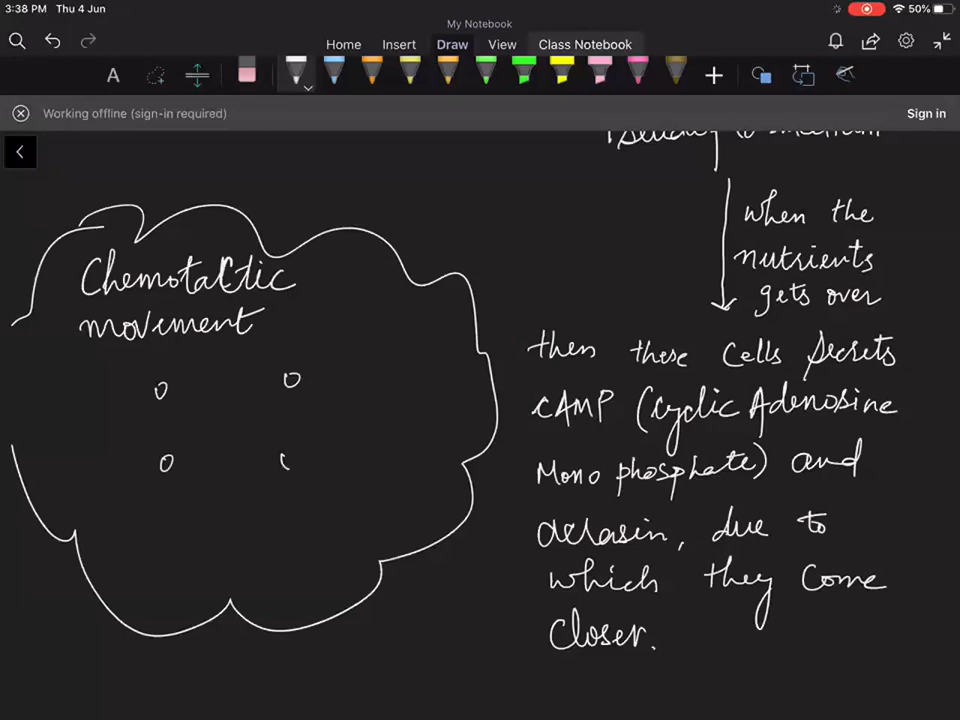 3:38 PM Thu 4 Jun
50%
My Notebook
Home Insert Draw View Class Notebook
A
Working offline (sign-in required)
Sign in
when the
nutrients
gets over
Chemotactic
movement
then these Cells Secrets
cAMP (cyclic Adenosine
Mono phosphate) and
acrasin, due to
which they Come
Closer.